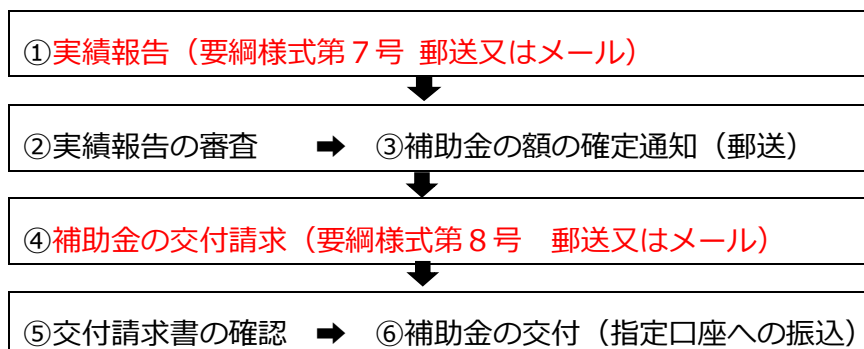 ①実績報告（要綱様式第７号 郵送又はメール）
②実績報告の審査　➡　③補助金の額の確定通知（郵送）
④補助金の交付請求（要綱様式第８号　郵送又はメール）
⑤交付請求書の確認　➡　⑥補助金の交付（指定口座への振込）